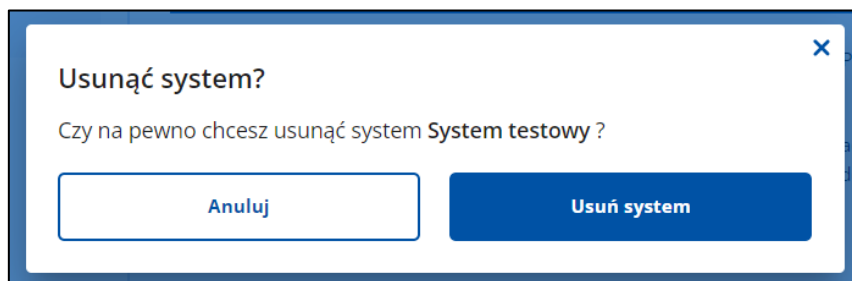 Usunąć system?
Czy na pewno chcesz usunąć system System testowy ?
Anuluj
Usuń system